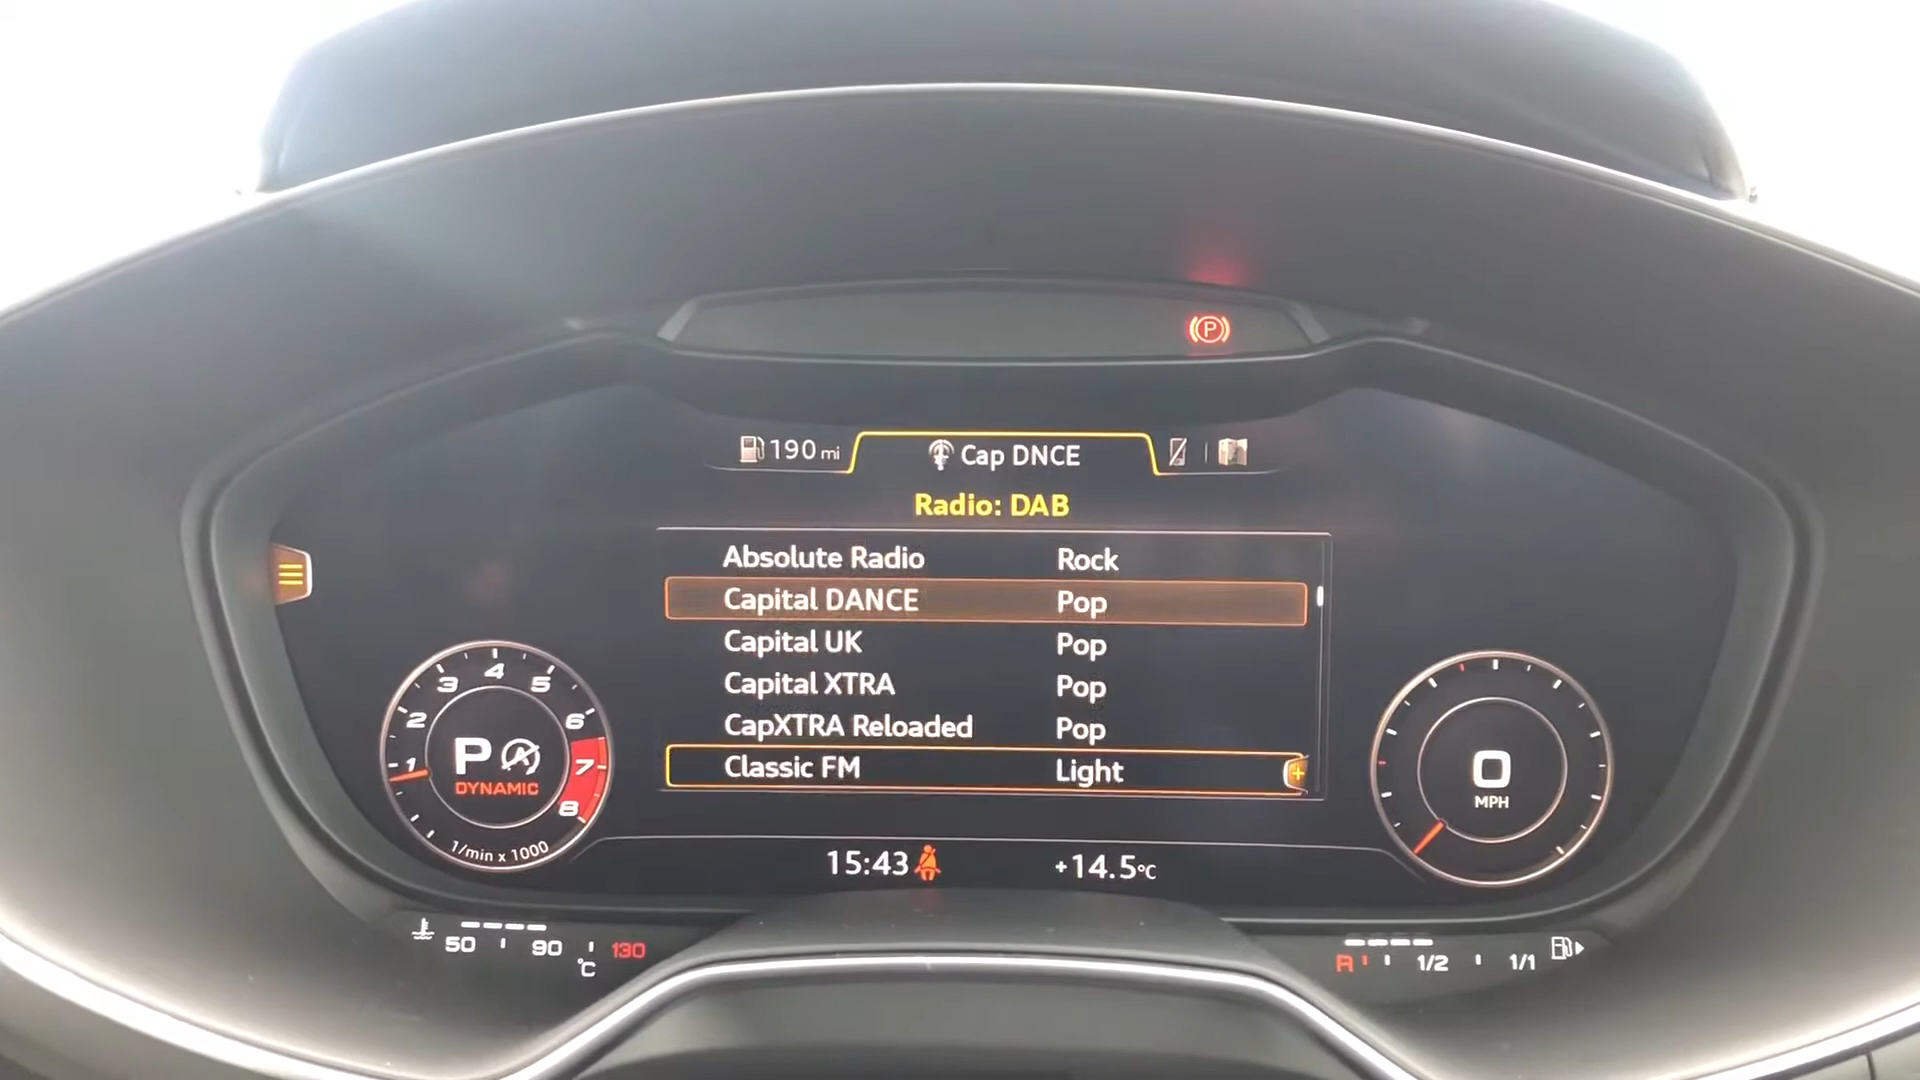 190 mi
Cap DNCE
Radio: DAB
Absolute Radio Rock
Capital DANCE Pop
Capital UK Pop
Capital XTRA Pop
CapXTRA Reloaded Pop
Classic FM Light
1 2 3 4 5 6 7 8
P
DYNAMIC
1/min x 1000
0
MPH
15:43
+14.5°C
50 90 130
°C
R 1/2 1/1
P